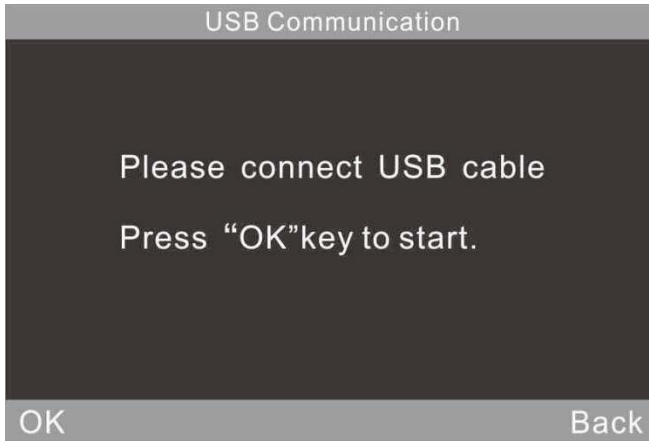 USB Communication
Please connect USB cable
Press “OK”key to start.
OK Back